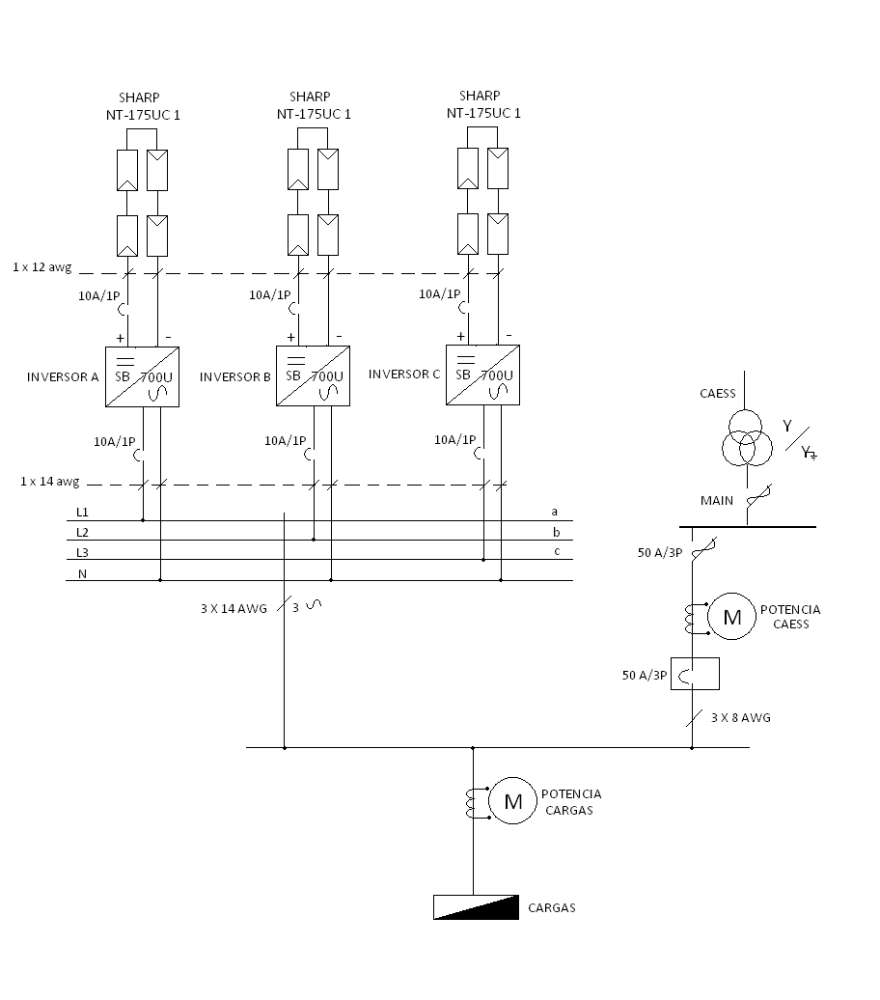 SHARP
NT-175UC 1
SHARP
NT-175UC 1
SHARP
NT-175UC 1
1 x 12 awg
10A/1P
10A/1P
10A/1P
+ -
+ -
+ -
INVERSOR A
SB 700U
INVERSOR B
SB 700U
INVERSOR C
SB 700U
10A/1P
10A/1P
10A/1P
1 x 14 awg
L1 a
L2 b
L3 c
N
3 X 14 AWG
3
CAESS
Y
Y
MAIN
50 A/3P
M
POTENCIA
CAESS
50 A/3P
3 X 8 AWG
M
POTENCIA
CARGAS
CARGAS